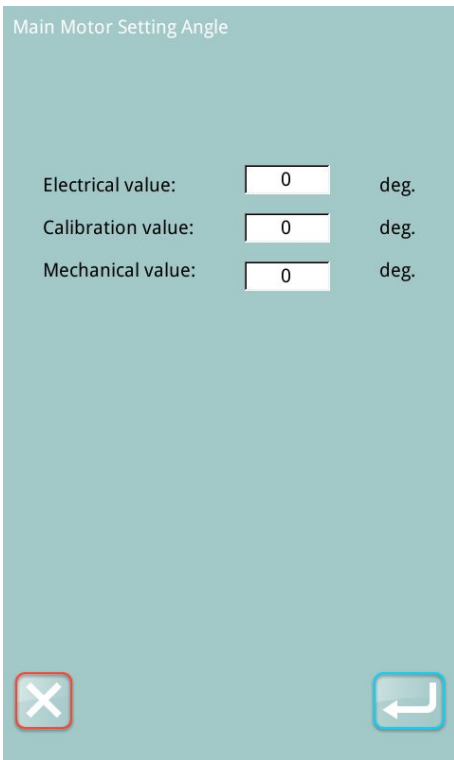 Main Motor Setting Angle
Electrical value: 0 deg.
Calibration value: 0 deg.
Mechanical value: 0 deg.